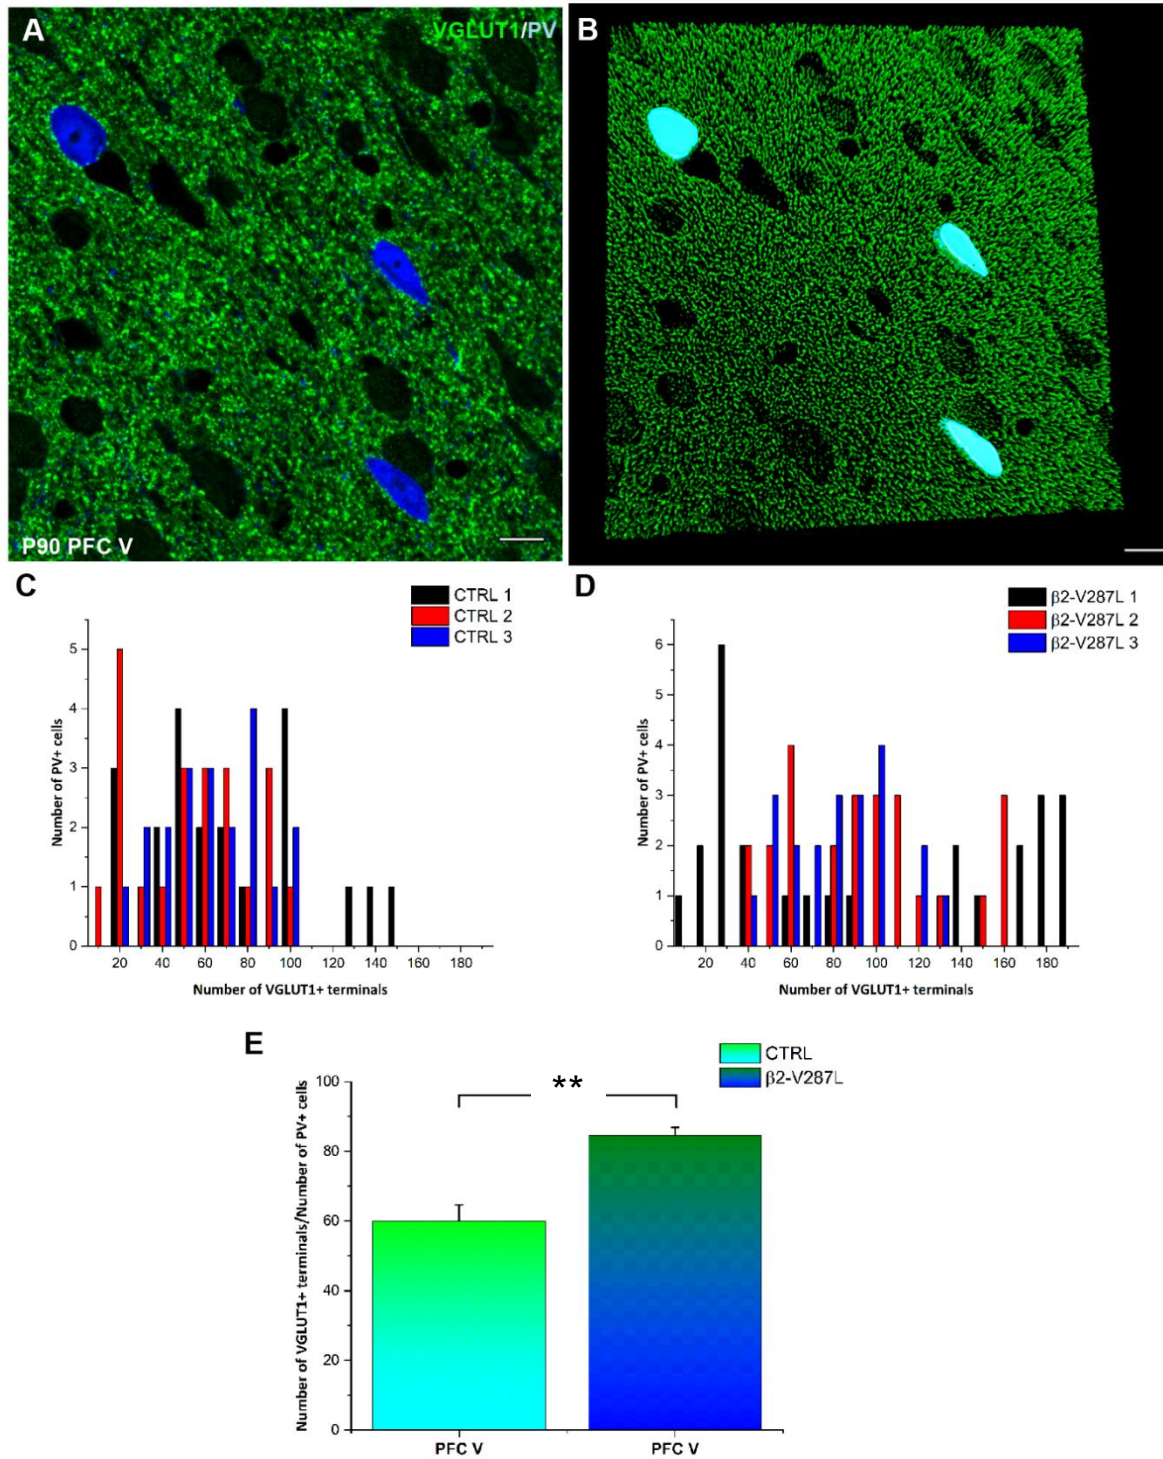 A
VGLUT1/PV
P90 PFC V
B
C
CTRL 1
CTRL 2
CTRL 3
5
4
3
2
1
0
Number of PV+ cells
20 40 60 80 100 120 140 160 180
Number of VGLUT1+ terminals
D
β2-V287L 1
β2-V287L 2
β2-V287L 3
6
5
4
3
2
1
0
Number of PV+ cells
20 40 60 80 100 120 140 160 180
Number of VGLUT1+ terminals
E
CTRL
β2-V287L
**
100
80
60
40
20
0
Number of VGLUT1+ terminals/Number of PV+ cells
PFC V PFC V